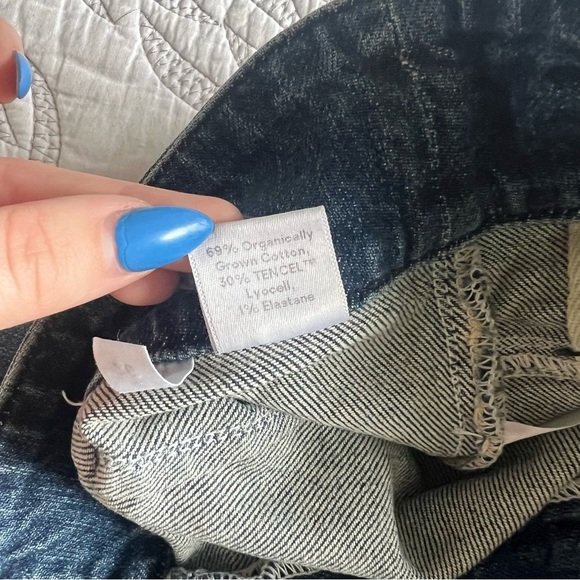 69% Organically
Grown Cotton,
30% TENCEL™
Lyocell,
1% Elastane